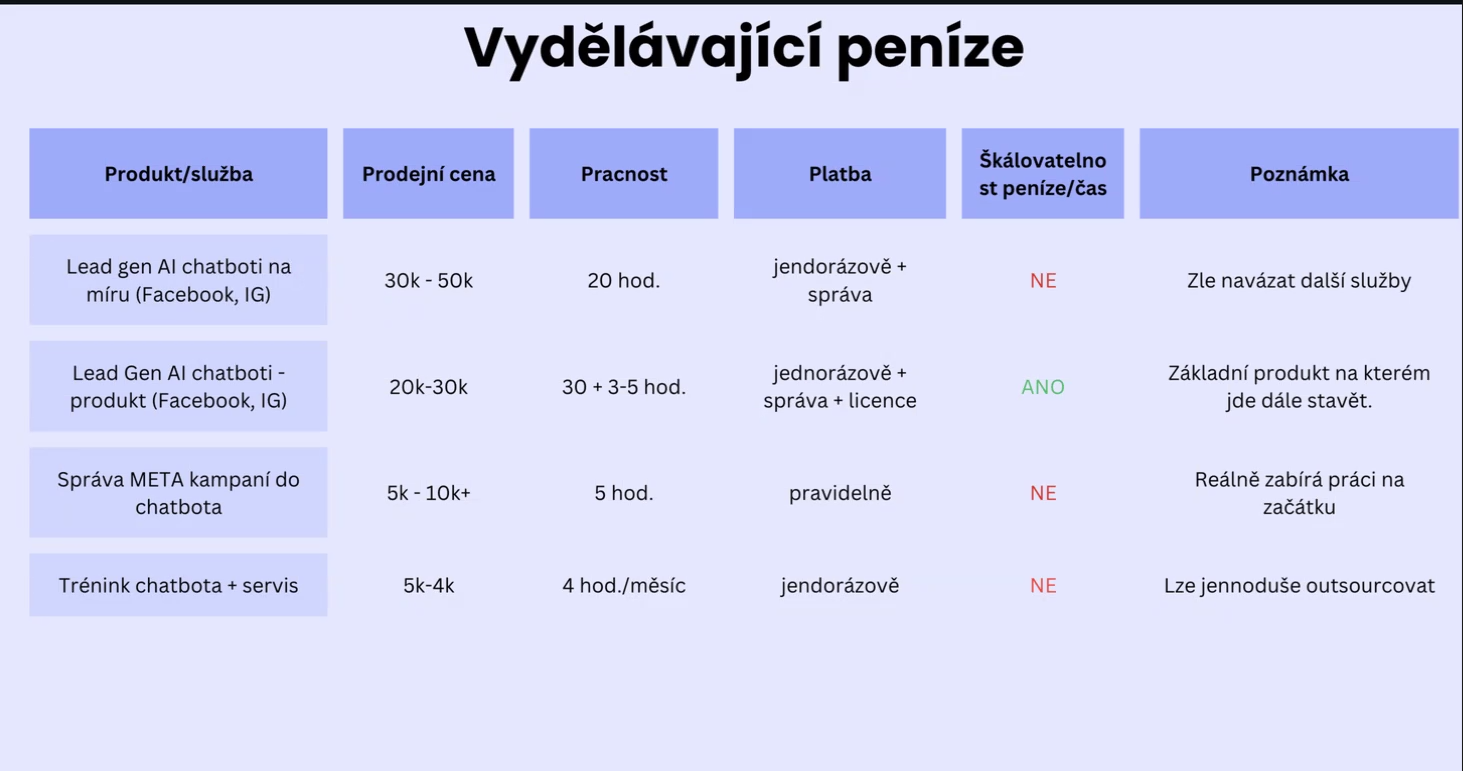 Vydělávající peníze
Produkt/služba
Prodejní cena
Pracnost
Platba
Škálovatelno
st peníze/čas
Poznámka
Lead gen AI chatboti na
míru (Facebook, IG)
30k - 50k
20 hod.
jendorázově +
správa
NE
Zle navázat další služby
Lead Gen AI chatboti -
produkt (Facebook, IG)
20k-30k
30 + 3-5 hod.
jednorázově +
správa + licence
ANO
Základní produkt na kterém
jde dále stavět.
Správa META kampaní do
chatbota
5k - 10k+
5 hod.
pravidelně
NE
Reálně zabírá práci na
začátku
Trénink chatbota + servis
5k-4k
4 hod./měsíc
jendorázově
NE
Lze jennoduše outsourcovat